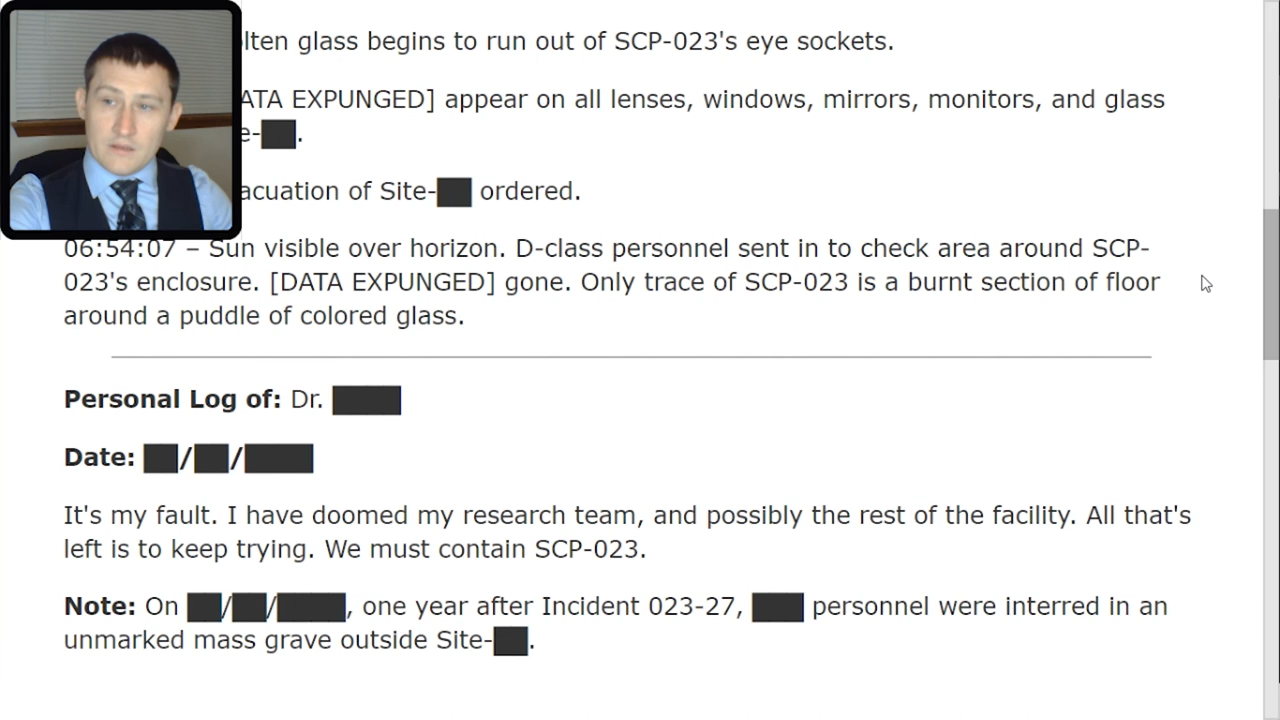 olten glass begins to run out of SCP-023's eye sockets.
ATA EXPUNGED] appear on all lenses, windows, mirrors, monitors, and glass
e-██.
acuation of Site-██ ordered.
06:54:07 – Sun visible over horizon. D-class personnel sent in to check area around SCP-
023's enclosure. [DATA EXPUNGED] gone. Only trace of SCP-023 is a burnt section of floor
around a puddle of colored glass.
Personal Log of: Dr. ████
Date: ██/██/████
It's my fault. I have doomed my research team, and possibly the rest of the facility. All that's
left is to keep trying. We must contain SCP-023.
Note: On ██/██/████, one year after Incident 023-27, ███ personnel were interred in an
unmarked mass grave outside Site-██.